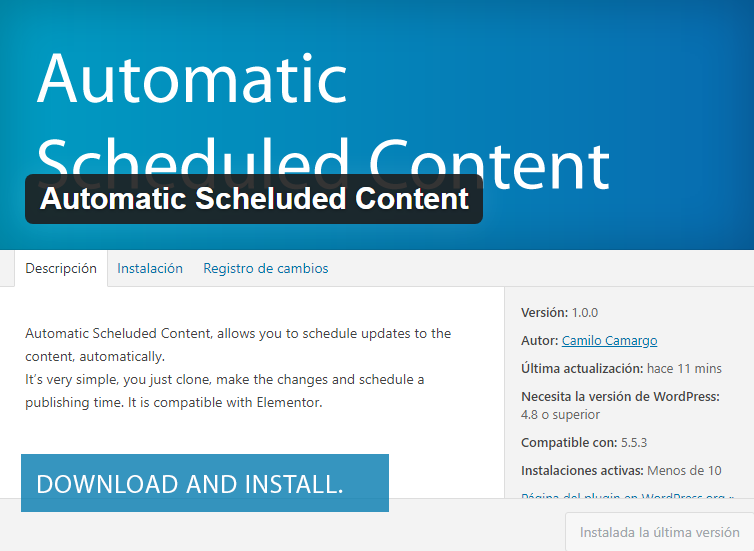 Automatic
Scheduled Content
Automatic Scheluded Content
Descripción
Instalación
Registro de cambios
Automatic Scheluded Content, allows you to schedule updates to the
content, automatically.
It’s very simple, you just clone, make the changes and schedule a
publishing time. It is compatible with Elementor.
DOWNLOAD AND INSTALL.
Versión: 1.0.0
Autor: Camilo Camargo
Última actualización: hace 11 mins
Necesita la versión de WordPress:
4.8 o superior
Compatible con: 5.5.3
Instalaciones activas: Menos de 10
Página del plugin en WordPress.org »
Instalada la última versión